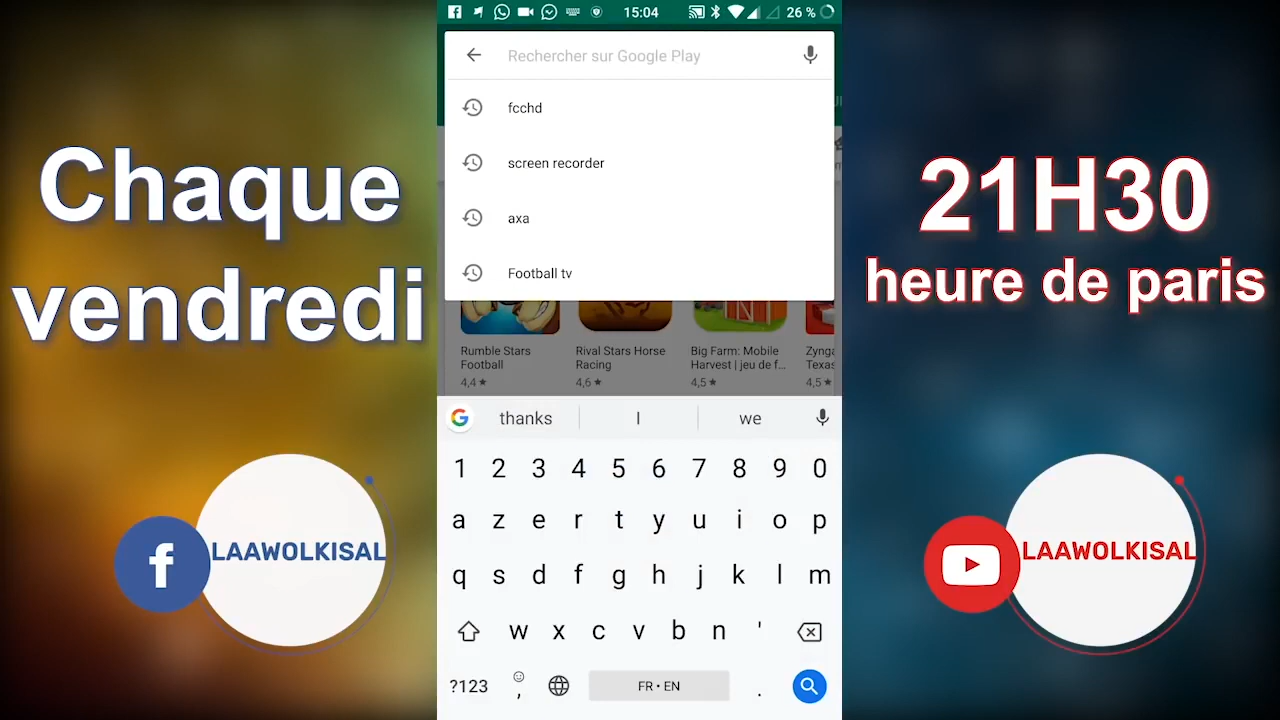 Chaque
vendredi
LAAWOLKISAL
15:04
26 %
Rechercher sur Google Play
fcchd
screen recorder
axa
Football tv
Rumble Stars
Football
4,4★
Rival Stars Horse
Racing
4,6★
Big Farm: Mobile
Harvest | jeu de f...
4,5★
Zynga
Texas
4,5★
thanks
I
we
1 2 3 4 5 6 7 8 9 0
a z e r t y u i o p
q s d f g h j k l m
w x c v b n '
?123 , FR • EN .
21H30
heure de paris
LAAWOLKISAL